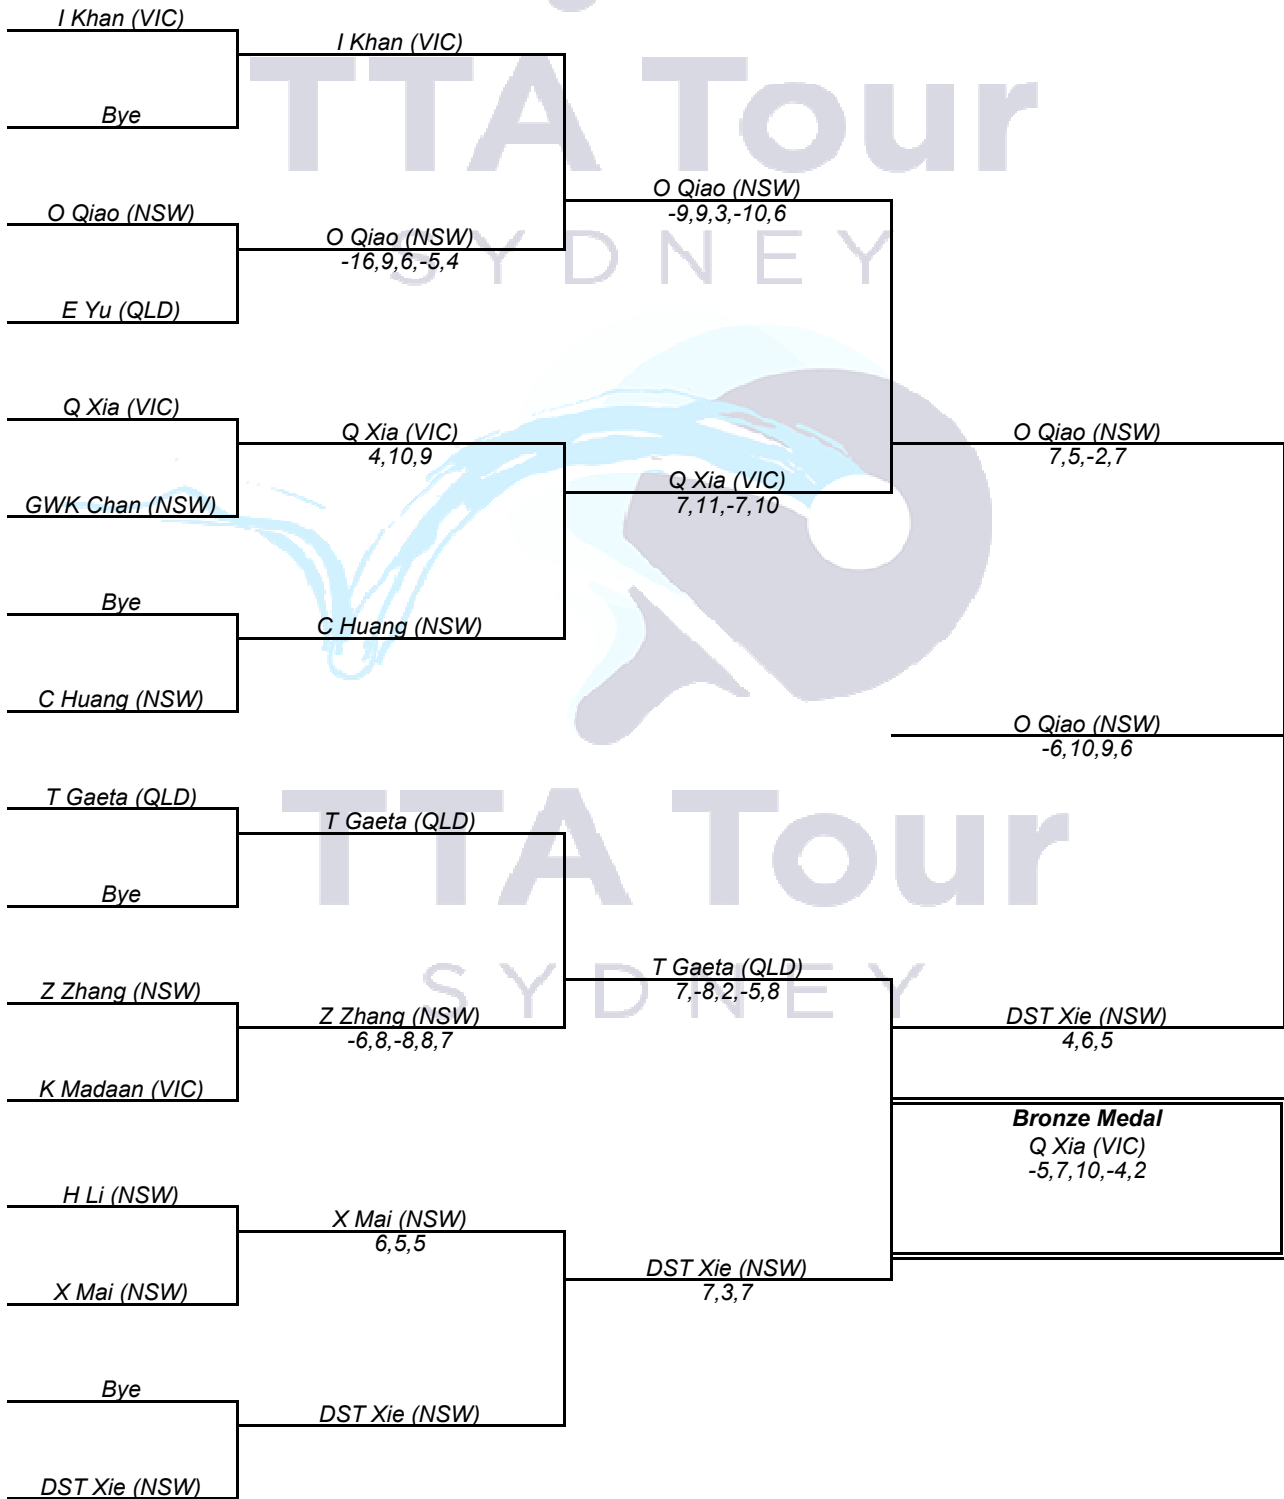 I Khan (VIC)
I Khan (VIC)
TTA Tour
Bye
O Qiao (NSW)
-9,9,3,-10,6
O Qiao (NSW)
O Qiao (NSW)
-16,9,6,-5,4
SYDNEY
E Yu (QLD)
Q Xia (VIC)
Q Xia (VIC)
4,10,9
O Qiao (NSW)
7,5,-2,7
Q Xia (VIC)
7,11,-7,10
GWK Chan (NSW)
Bye
C Huang (NSW)
C Huang (NSW)
O Qiao (NSW)
-6,10,9,6
T Gaeta (QLD)
T Gaeta (QLD)
TTA Tour
Bye
T Gaeta (QLD)
7,-8,2,-5,8
SYDNEY
Z Zhang (NSW)
Z Zhang (NSW)
-6,8,-8,8,7
DST Xie (NSW)
4,6,5
K Madaan (VIC)
Bronze Medal
Q Xia (VIC)
-5,7,10,-4,2
H Li (NSW)
X Mai (NSW)
6,5,5
DST Xie (NSW)
7,3,7
X Mai (NSW)
Bye
DST Xie (NSW)
DST Xie (NSW)